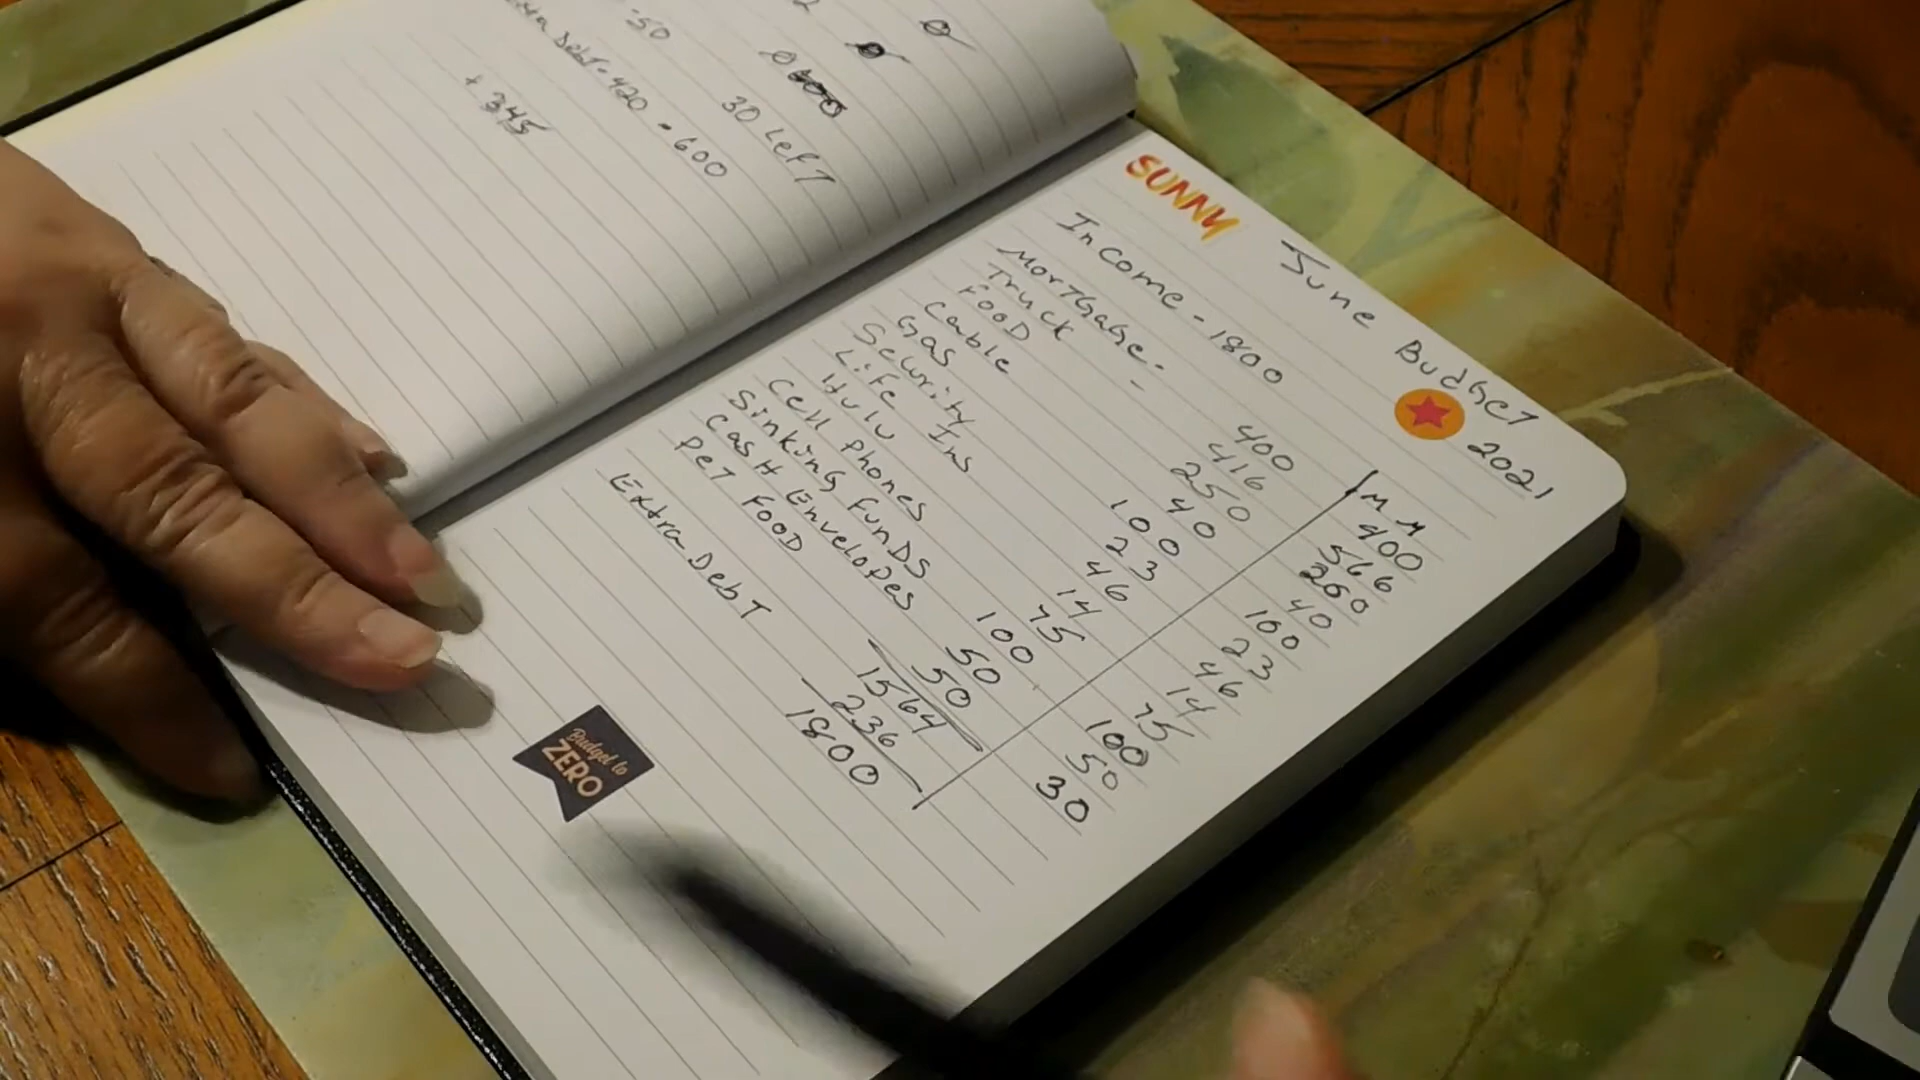 -50
Debt - 420 = 600
+ 345
30 Left
SUNNY
June Budget
2021
Income - 1800
Mortgage - 400
Truck - 416
Food 250
Cable 40
Gas 100
Security 23
Life Ins 46
Hulu 14
Cell Phones 75
Sinking Funds 100
Cash Envelopes 50
Pet Food 50
1564
Extra Debt 236
1800
MM
400
566
260
40
100
23
46
14
75
100
50
30
Budget to
ZERO